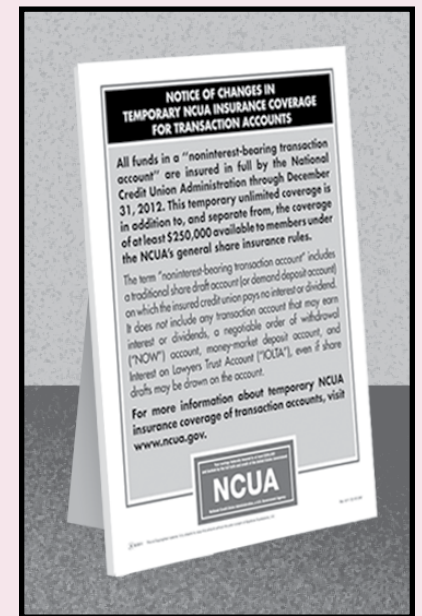 NOTICE OF CHANGES IN
TEMPORARY NCUA INSURANCE COVERAGE
FOR TRANSACTION ACCOUNTS
All funds in a “noninterest-bearing transaction
account” are insured in full by the National
Credit Union Administration through December
31, 2012. This temporary unlimited coverage is
in addition to, and separate from, the coverage
of at least $250,000 available to members under
the NCUA’s general share insurance rules.
The term “noninterest-bearing transaction account” includes
a traditional share draft account (or demand deposit account)
on which the insured credit union pays no interest or dividend.
It does not include any transaction account that may earn
interest or dividends, a negotiable order of withdrawal
(“NOW”) account, money-market deposit account, and
Interest on Lawyers Trust Account (“IOLTA”), even if share
drafts may be drawn on the account.
For more information about temporary NCUA
insurance coverage of transaction accounts, visit
www.ncua.gov.
NCUA